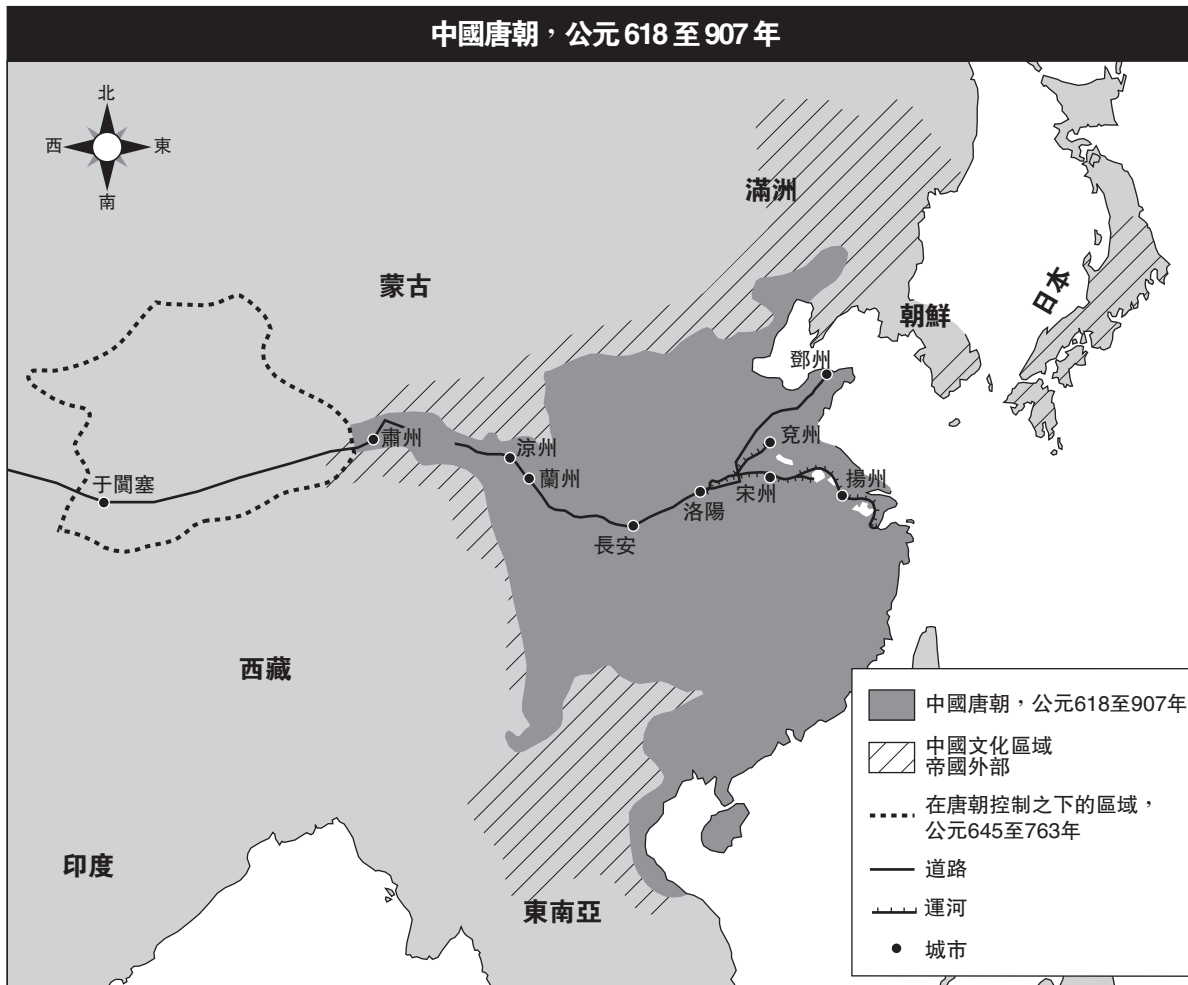 中國唐朝，公元 618 至 907 年
北
西
東
南
滿洲
蒙古
日本
朝鮮
鄧州
肅州
兗州
涼州
于闐塞
蘭州
揚州
宋州
洛陽
長安
西藏
印度
東南亞
中國唐朝，公元618至907年
中國文化區域
帝國外部
在唐朝控制之下的區域，
公元645至763年
道路
運河
城市